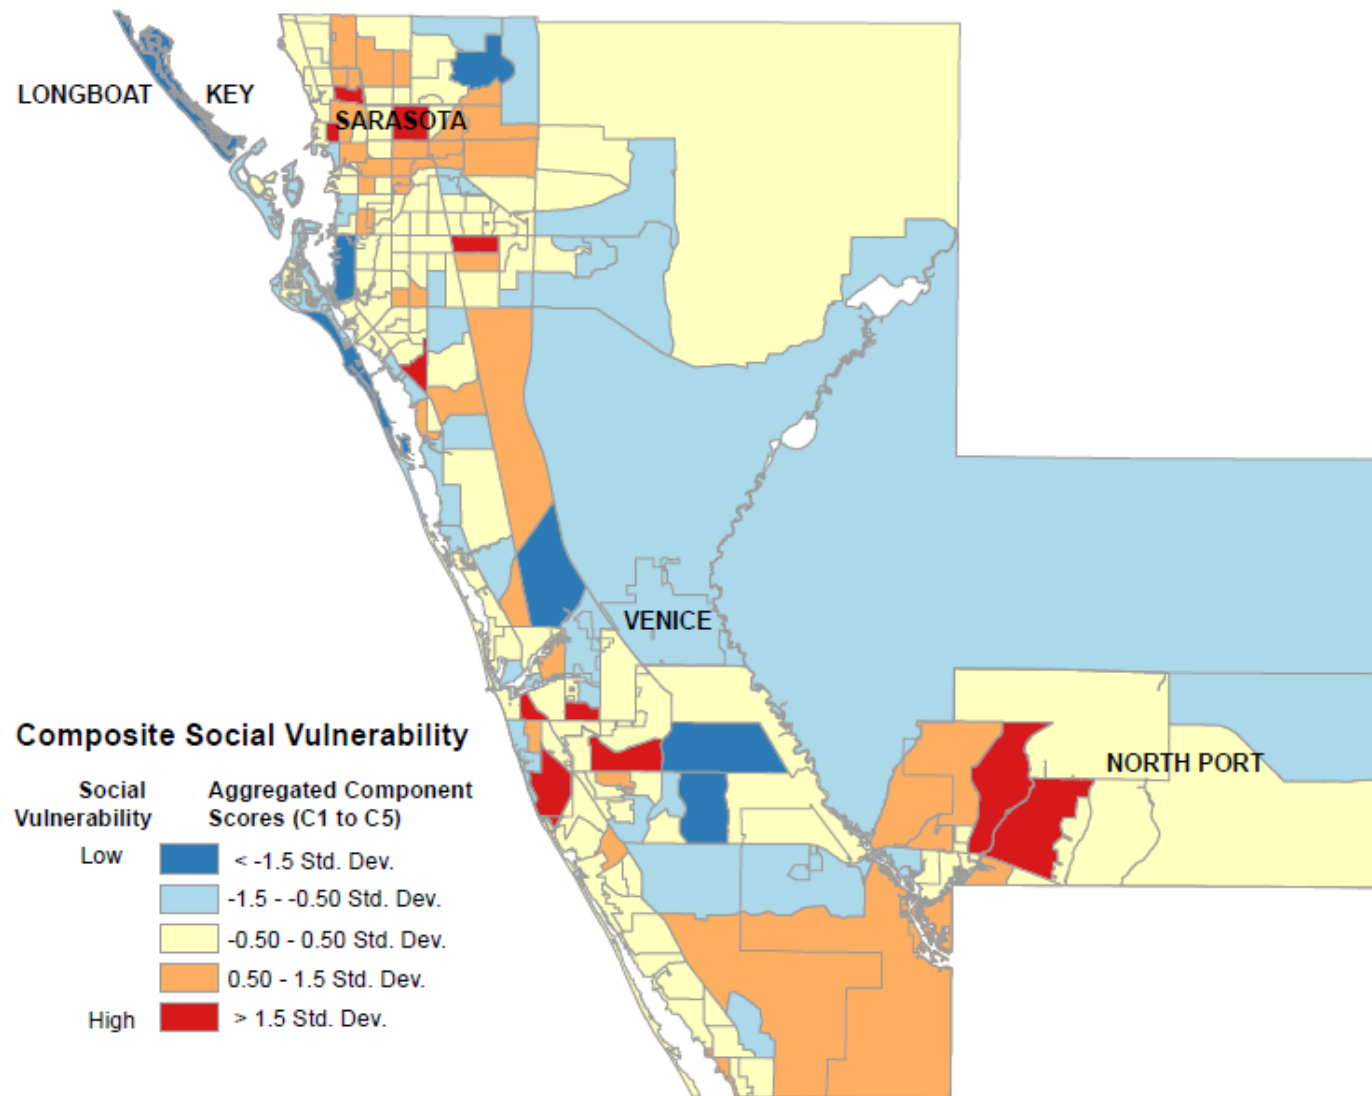 LONGBOAT KEY
SARASOTA
VENICE
NORTH PORT
Composite Social Vulnerability
Social Vulnerability
Aggregated Component Scores (C1 to C5)
Low
< -1.5 Std. Dev.
-1.5 - -0.50 Std. Dev.
-0.50 - 0.50 Std. Dev.
0.50 - 1.5 Std. Dev.
High
> 1.5 Std. Dev.